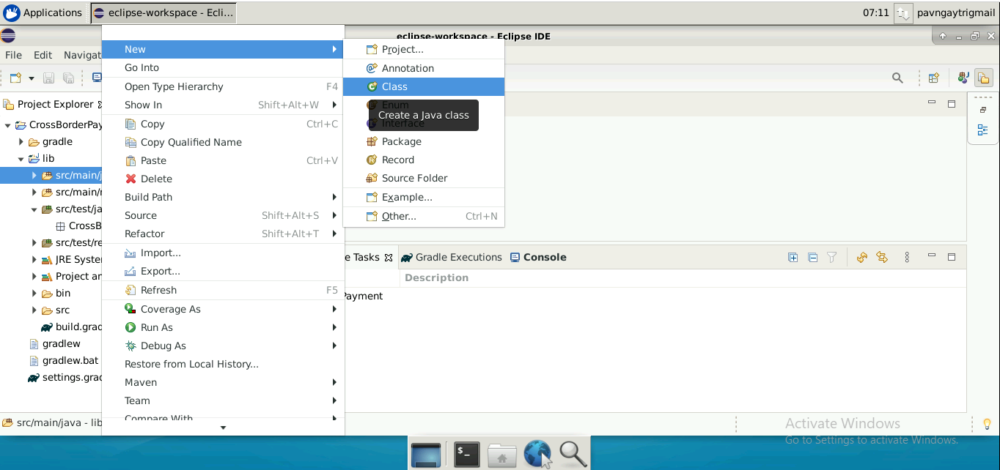 Applications
eclipse-workspace - Ecli...
07:11
pavngaytrigmail
eclipse-workspace - Eclipse IDE
File Edit Navigat
Project Explorer
CrossBorderPay
gradle
lib
src/main/j
src/main/r
src/test/ja
CrossB
src/test/re
JRE System
Project an
bin
src
build.grad
gradlew
gradlew.bat
settings.grad
New
Go Into
Open Type Hierarchy F4
Show In Shift+Alt+W
Copy Ctrl+C
Copy Qualified Name
Paste Ctrl+V
Delete
Build Path
Source Shift+Alt+S
Refactor Shift+Alt+T
Import...
Export...
Refresh F5
Coverage As
Run As
Debug As
Restore from Local History...
Maven
Team
Compare With
Project...
Annotation
Class
Enum
Create a Java class
Interface
Package
Record
Source Folder
Example...
Other... Ctrl+N
e Tasks
Gradle Executions
Console
Description
Payment
src/main/java - lib
Activate Windows
Go to Settings to activate Windows.